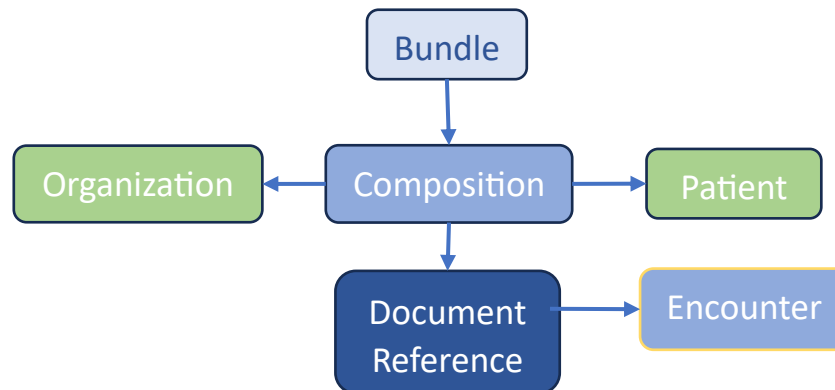 Bundle
Organization
Composition
Patient
Document
Reference
Encounter